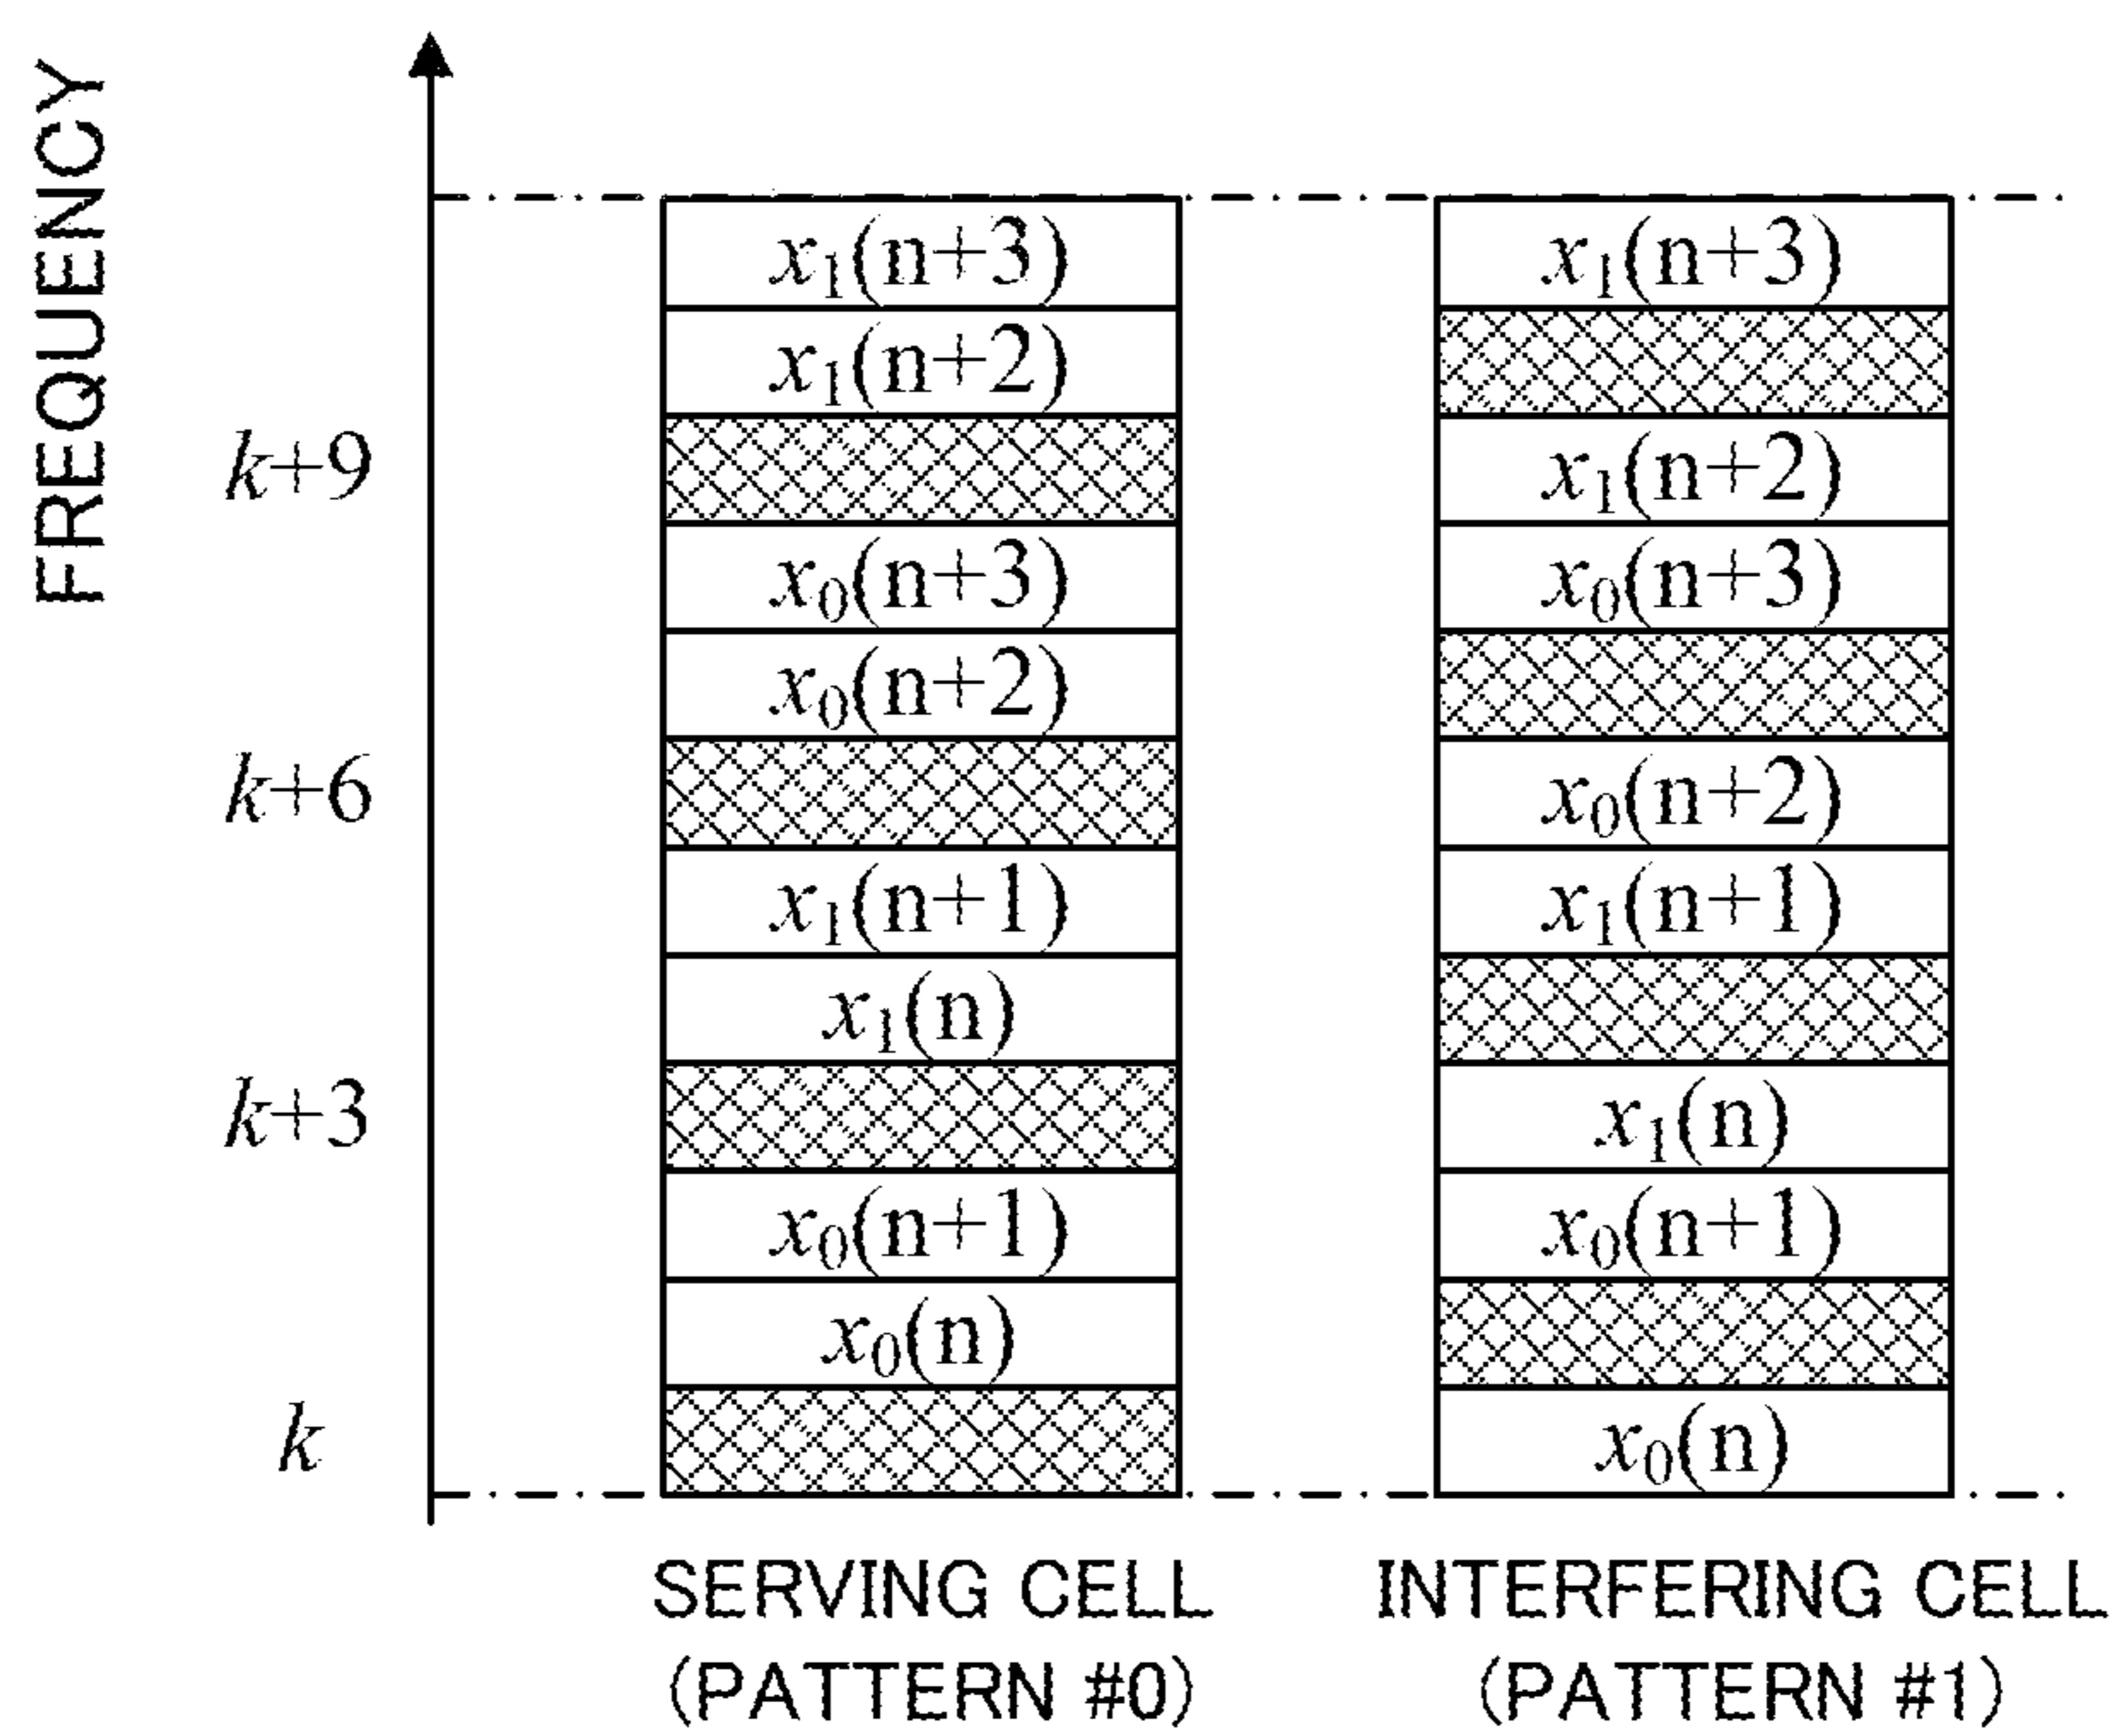 FREQUENCY
x₁(n+3) x₁(n+3)
x₁(n+2)
k+9 x₁(n+2)
x₀(n+3) x₀(n+3)
x₀(n+2)
k+6 x₀(n+2)
x₁(n+1) x₁(n+1)
x₁(n)
k+3 x₁(n)
x₀(n+1) x₀(n+1)
x₀(n)
k x₀(n)
SERVING CELL INTERFERING CELL
(PATTERN #0) (PATTERN #1)